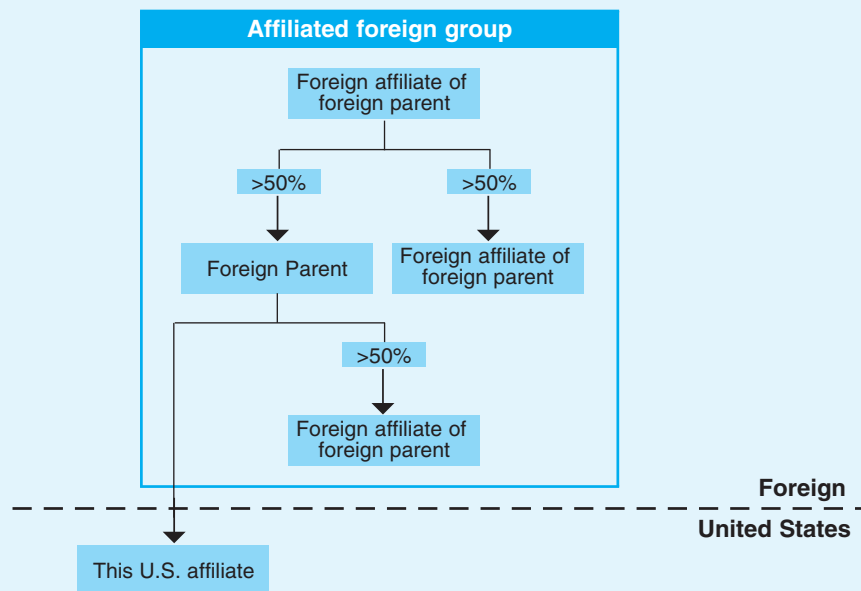 Affiliated foreign group
Foreign affiliate of
foreign parent
>50%
>50%
Foreign Parent
Foreign affiliate of
foreign parent
>50%
Foreign affiliate of
foreign parent
Foreign
United States
This U.S. affiliate